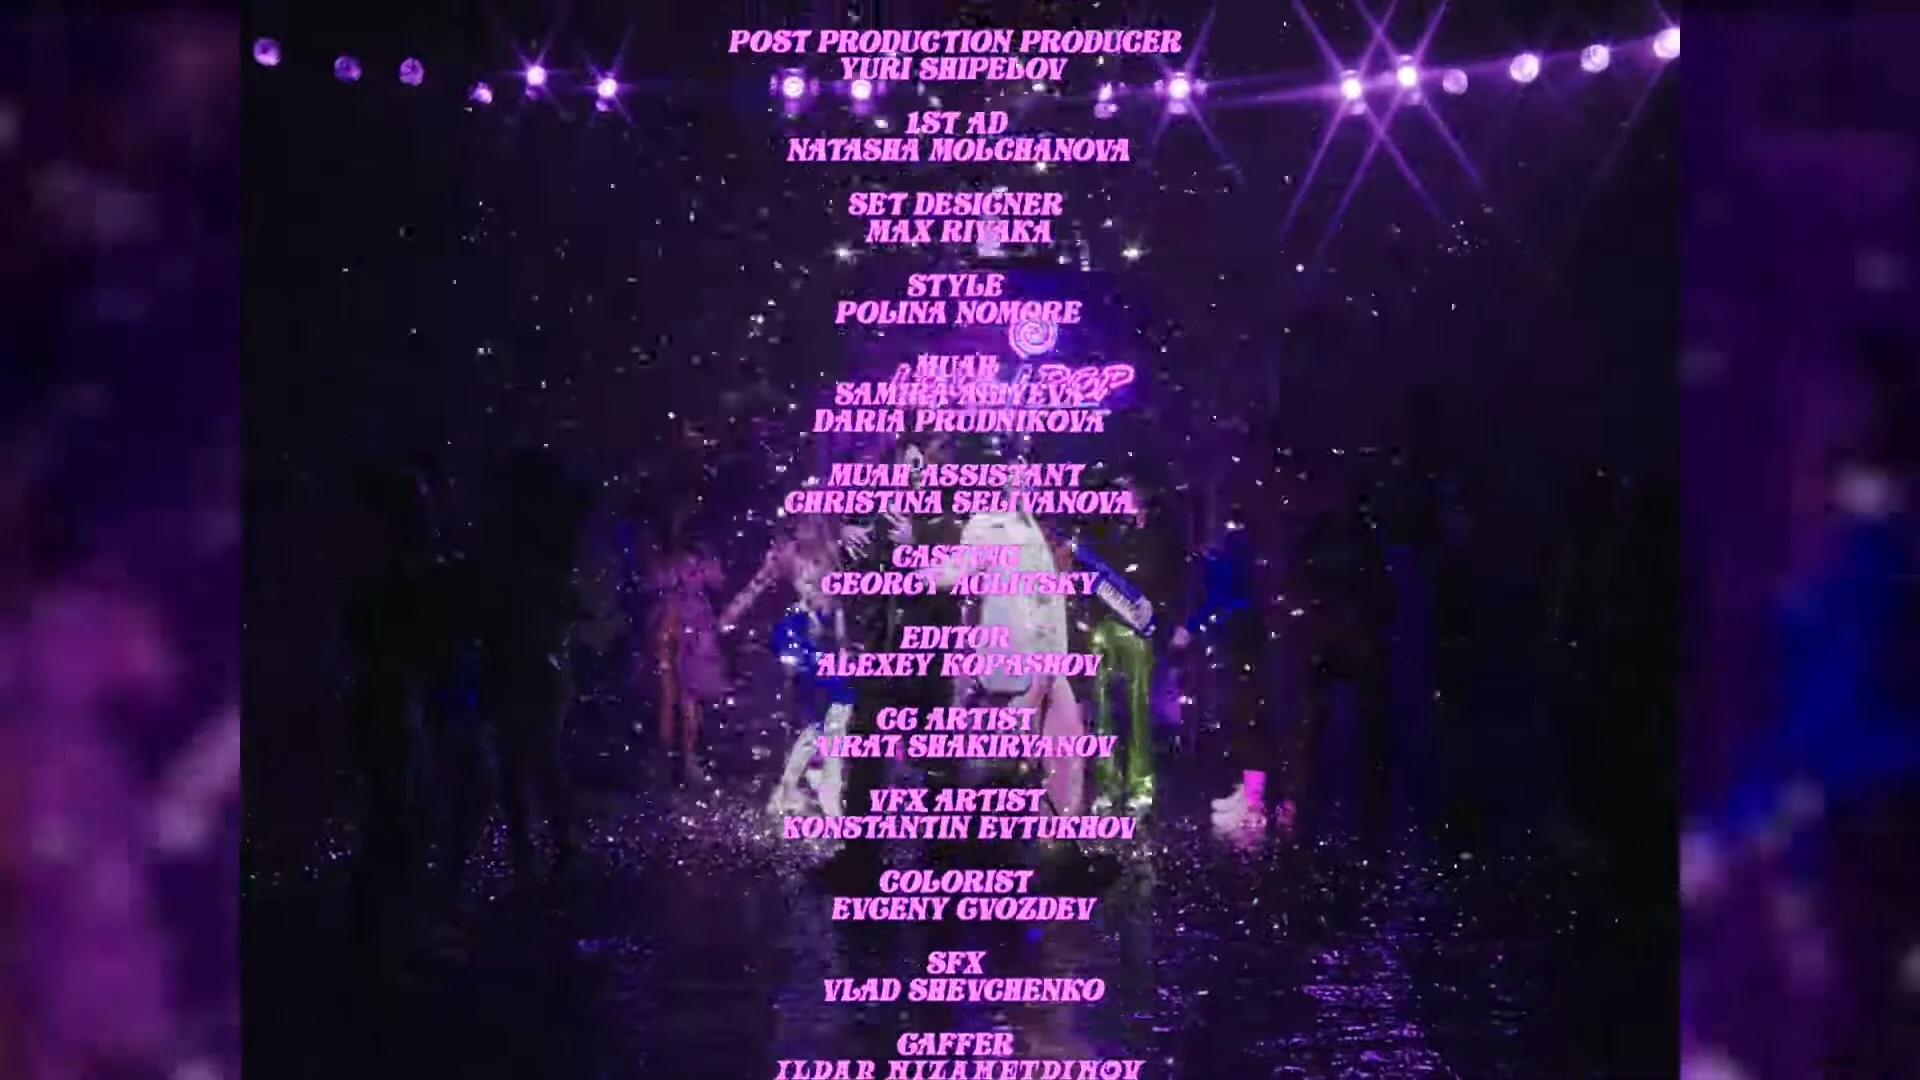 POST PRODUCTION PRODUCER
YURI SHIPELOV
1ST AD
NATASHA MOLCHANOVA
SET DESIGNER
MAX RIVAKA
STYLE
POLINA NOMORE
MUAH
SAMIRA
POP
DARIA PRUDNIKOVA
MUAH ASSISTANT
CHRISTINA SELIVANOVA
CASTING
GEORGY AGLITSKY
EDITOR
ALEXEY KOPASHOV
CG ARTIST
AIRAT SHAKIRYANOV
VFX ARTIST
KONSTANTIN EVTUKHOV
COLORIST
EVGENY GVOZDEV
SFX
VLAD SHEVCHENKO
GAFFER
ILDAR NIZAMETDINOV